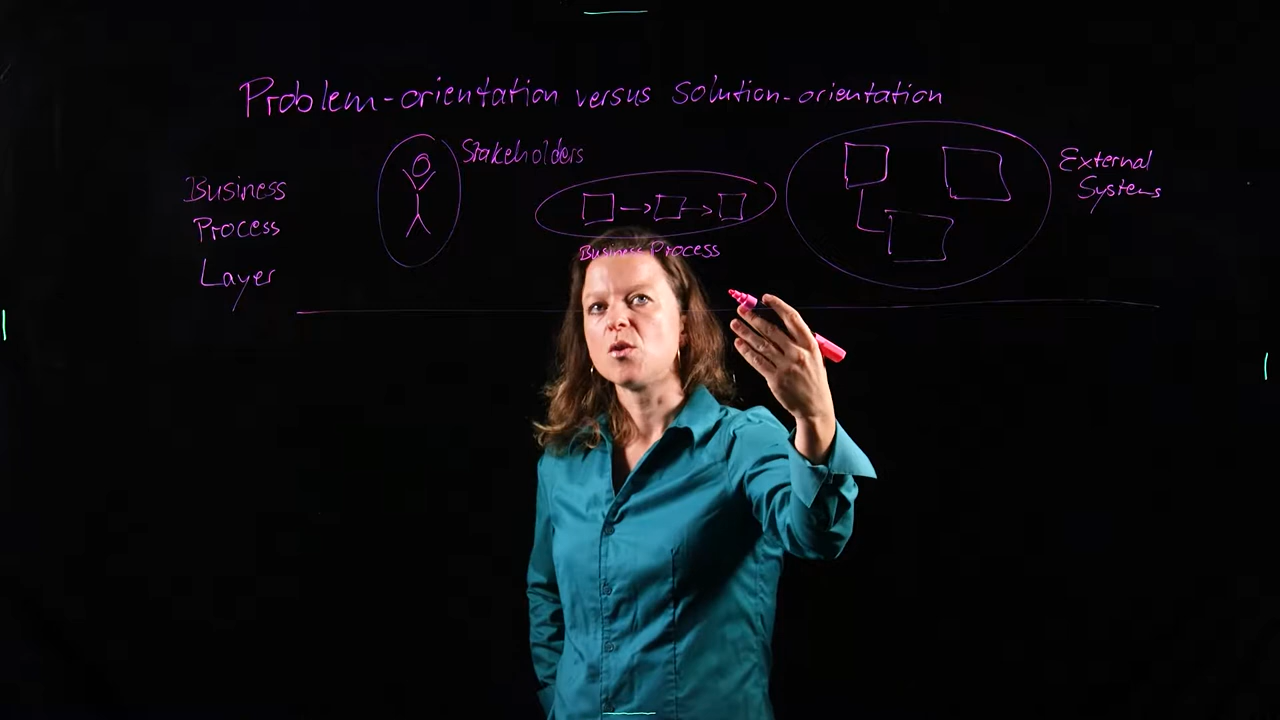 Problem-orientation versus Solution-orientation
Stakeholders
External
Systems
Business
Process
Layer
Business Process